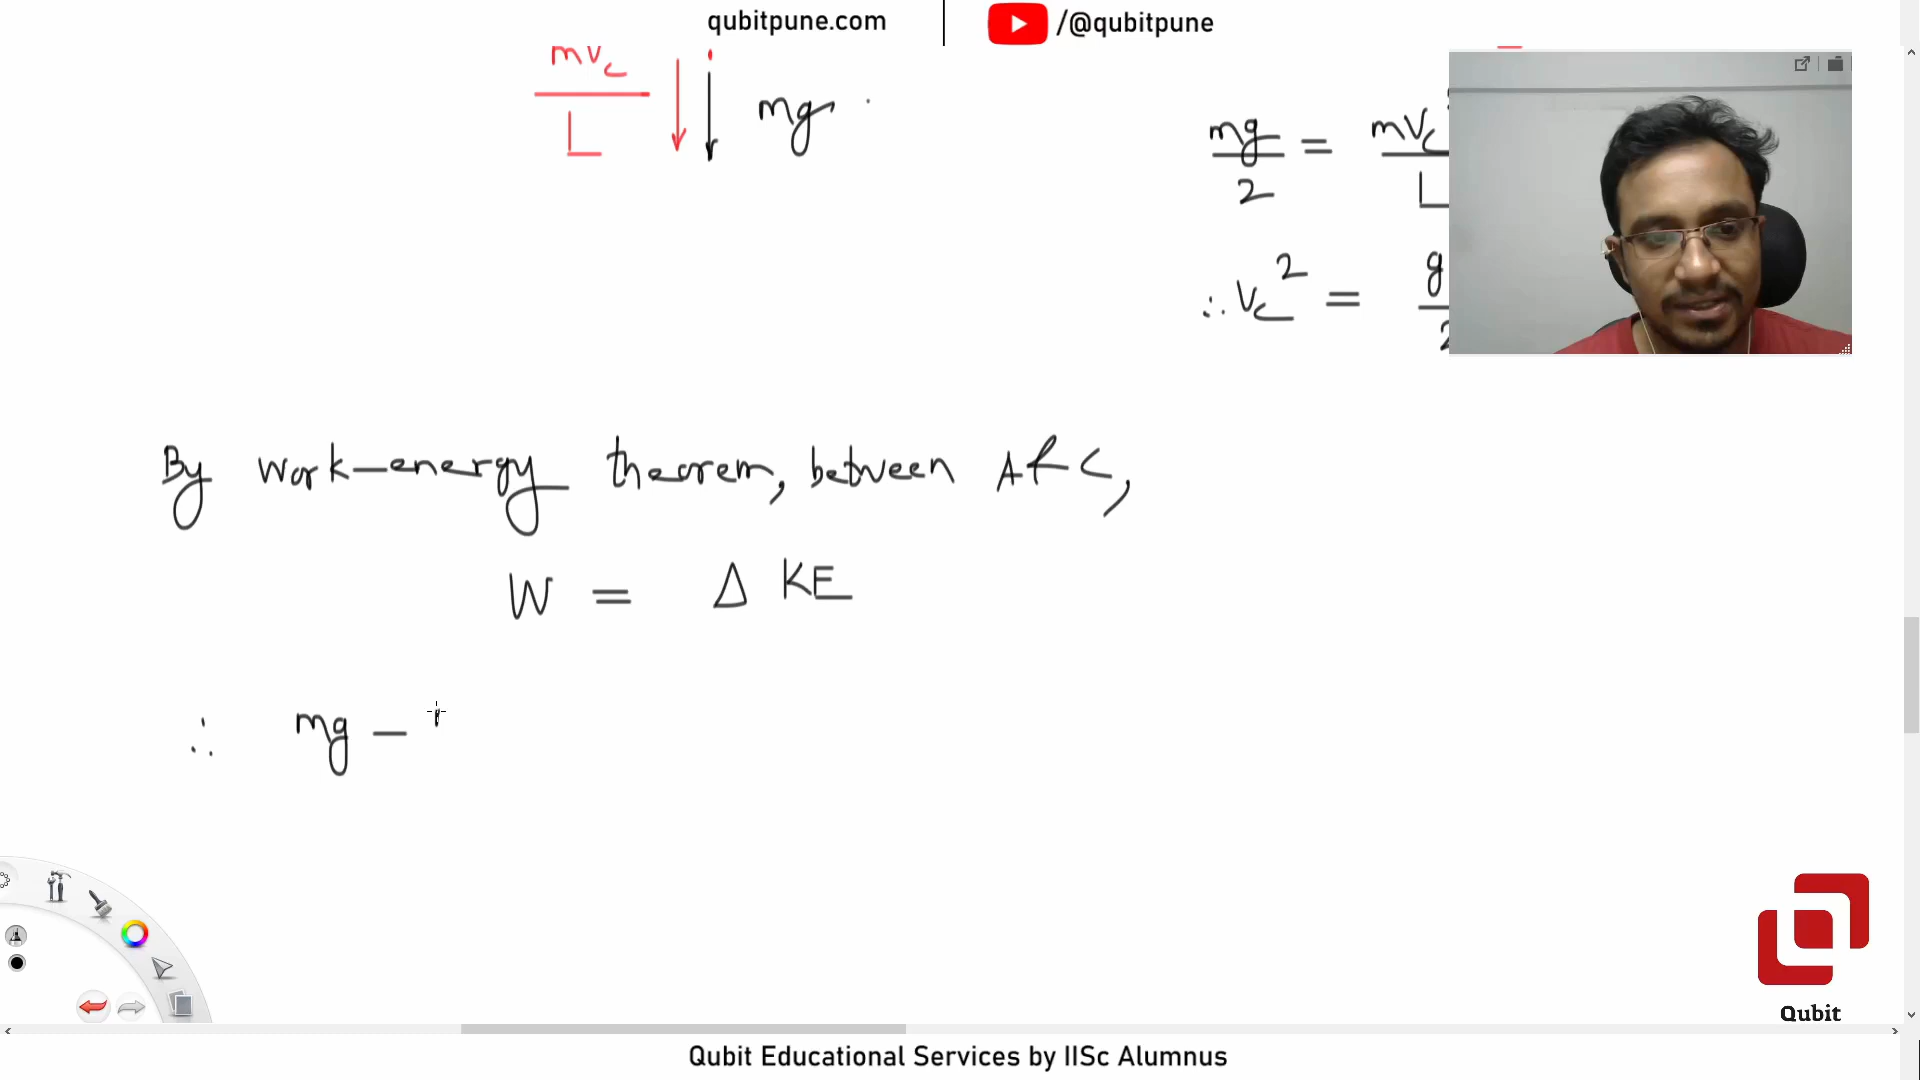 qubitpune.com | /@qubitpune
mv_c
L
mg
mg/2 = mv_c/L
∴ v_c² = g/2
By work-energy theorem, between A & C,
W = Δ KE
∴ mg –
Qubit
Qubit Educational Services by IISc Alumnus